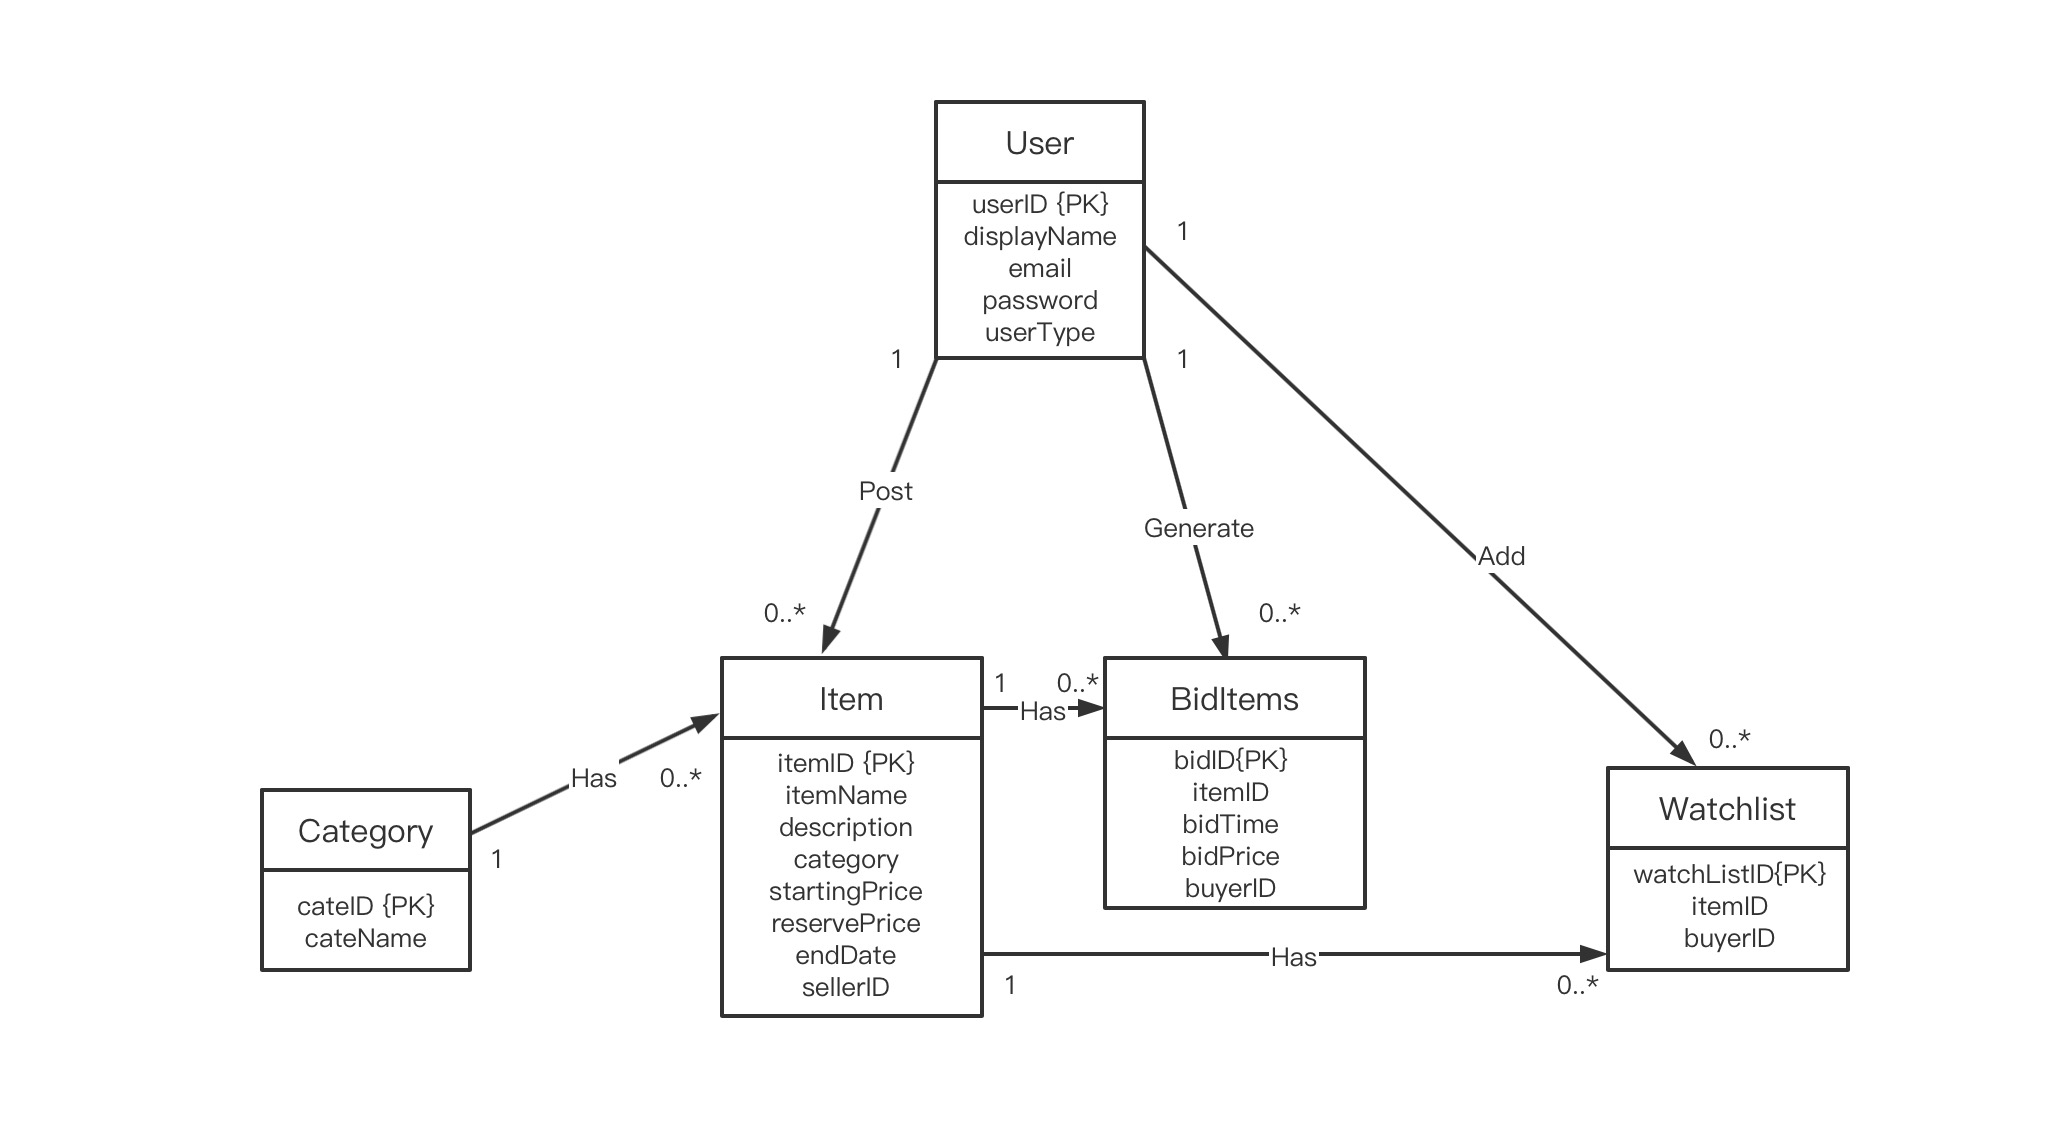 User
userID {PK}
displayName
email
password
userType
1
1
1
Post
Generate
Add
0..*
0..*
0..*
Category
cateID {PK}
cateName
1
Has
0..*
Item
itemID {PK}
itemName
description
category
startingPrice
reservePrice
endDate
sellerID
1
Has
0..*
BidItems
bidID{PK}
itemID
bidTime
bidPrice
buyerID
1
Has
0..*
Watchlist
watchListID{PK}
itemID
buyerID